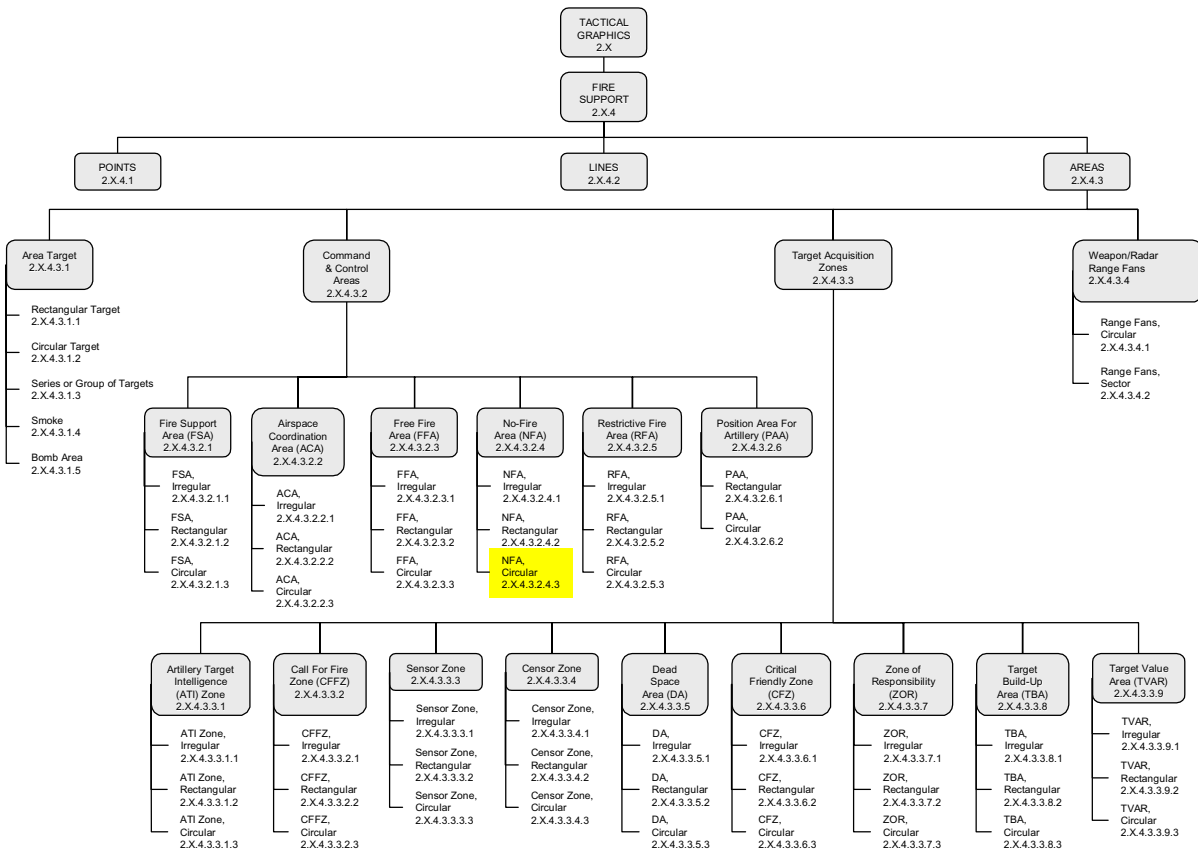 TACTICAL
GRAPHICS
2.X
FIRE
SUPPORT
2.X.4
POINTS
2.X.4.1
LINES
2.X.4.2
AREAS
2.X.4.3
Area Target
2.X.4.3.1
Rectangular Target
2.X.4.3.1.1
Circular Target
2.X.4.3.1.2
Series or Group of Targets
2.X.4.3.1.3
Smoke
2.X.4.3.1.4
Bomb Area
2.X.4.3.1.5
Command
& Control
Areas
2.X.4.3.2
Target Acquisition
Zones
2.X.4.3.3
Weapon/Radar
Range Fans
2.X.4.3.4
Range Fans,
Circular
2.X.4.3.4.1
Range Fans,
Sector
2.X.4.3.4.2
Fire Support
Area (FSA)
2.X.4.3.2.1
FSA,
Irregular
2.X.4.3.2.1.1
FSA,
Rectangular
2.X.4.3.2.1.2
FSA,
Circular
2.X.4.3.2.1.3
Airspace
Coordination
Area (ACA)
2.X.4.3.2.2
ACA,
Irregular
2.X.4.3.2.2.1
ACA,
Rectangular
2.X.4.3.2.2.2
ACA,
Circular
2.X.4.3.2.2.3
Free Fire
Area (FFA)
2.X.4.3.2.3
FFA,
Irregular
2.X.4.3.2.3.1
FFA,
Rectangular
2.X.4.3.2.3.2
FFA,
Circular
2.X.4.3.2.3.3
No-Fire
Area (NFA)
2.X.4.3.2.4
NFA,
Irregular
2.X.4.3.2.4.1
NFA,
Rectangular
2.X.4.3.2.4.2
NFA,
Circular
2.X.4.3.2.4.3
Restrictive Fire
Area (RFA)
2.X.4.3.2.5
RFA,
Irregular
2.X.4.3.2.5.1
RFA,
Rectangular
2.X.4.3.2.5.2
RFA,
Circular
2.X.4.3.2.5.3
Position Area For
Artillery (PAA)
2.X.4.3.2.6
PAA,
Rectangular
2.X.4.3.2.6.1
PAA,
Circular
2.X.4.3.2.6.2
Artillery Target
Intelligence
(ATI) Zone
2.X.4.3.3.1
ATI Zone,
Irregular
2.X.4.3.3.1.1
ATI Zone,
Rectangular
2.X.4.3.3.1.2
ATI Zone,
Circular
2.X.4.3.3.1.3
Call For Fire
Zone (CFFZ)
2.X.4.3.3.2
CFFZ,
Irregular
2.X.4.3.3.2.1
CFFZ,
Rectangular
2.X.4.3.3.2.2
CFFZ,
Circular
2.X.4.3.3.2.3
Sensor Zone
2.X.4.3.3.3
Sensor Zone,
Irregular
2.X.4.3.3.3.1
Sensor Zone,
Rectangular
2.X.4.3.3.3.2
Sensor Zone,
Circular
2.X.4.3.3.3.3
Censor Zone
2.X.4.3.3.4
Censor Zone,
Irregular
2.X.4.3.3.4.1
Censor Zone,
Rectangular
2.X.4.3.3.4.2
Censor Zone,
Circular
2.X.4.3.3.4.3
Dead
Space
Area (DA)
2.X.4.3.3.5
DA,
Irregular
2.X.4.3.3.5.1
DA,
Rectangular
2.X.4.3.3.5.2
DA,
Circular
2.X.4.3.3.5.3
Critical
Friendly Zone
(CFZ)
2.X.4.3.3.6
CFZ,
Irregular
2.X.4.3.3.6.1
CFZ,
Rectangular
2.X.4.3.3.6.2
CFZ,
Circular
2.X.4.3.3.6.3
Zone of
Responsibility
(ZOR)
2.X.4.3.3.7
ZOR,
Irregular
2.X.4.3.3.7.1
ZOR,
Rectangular
2.X.4.3.3.7.2
ZOR,
Circular
2.X.4.3.3.7.3
Target
Build-Up
Area (TBA)
2.X.4.3.3.8
TBA,
Irregular
2.X.4.3.3.8.1
TBA,
Rectangular
2.X.4.3.3.8.2
TBA,
Circular
2.X.4.3.3.8.3
Target Value
Area (TVAR)
2.X.4.3.3.9
TVAR,
Irregular
2.X.4.3.3.9.1
TVAR,
Rectangular
2.X.4.3.3.9.2
TVAR,
Circular
2.X.4.3.3.9.3